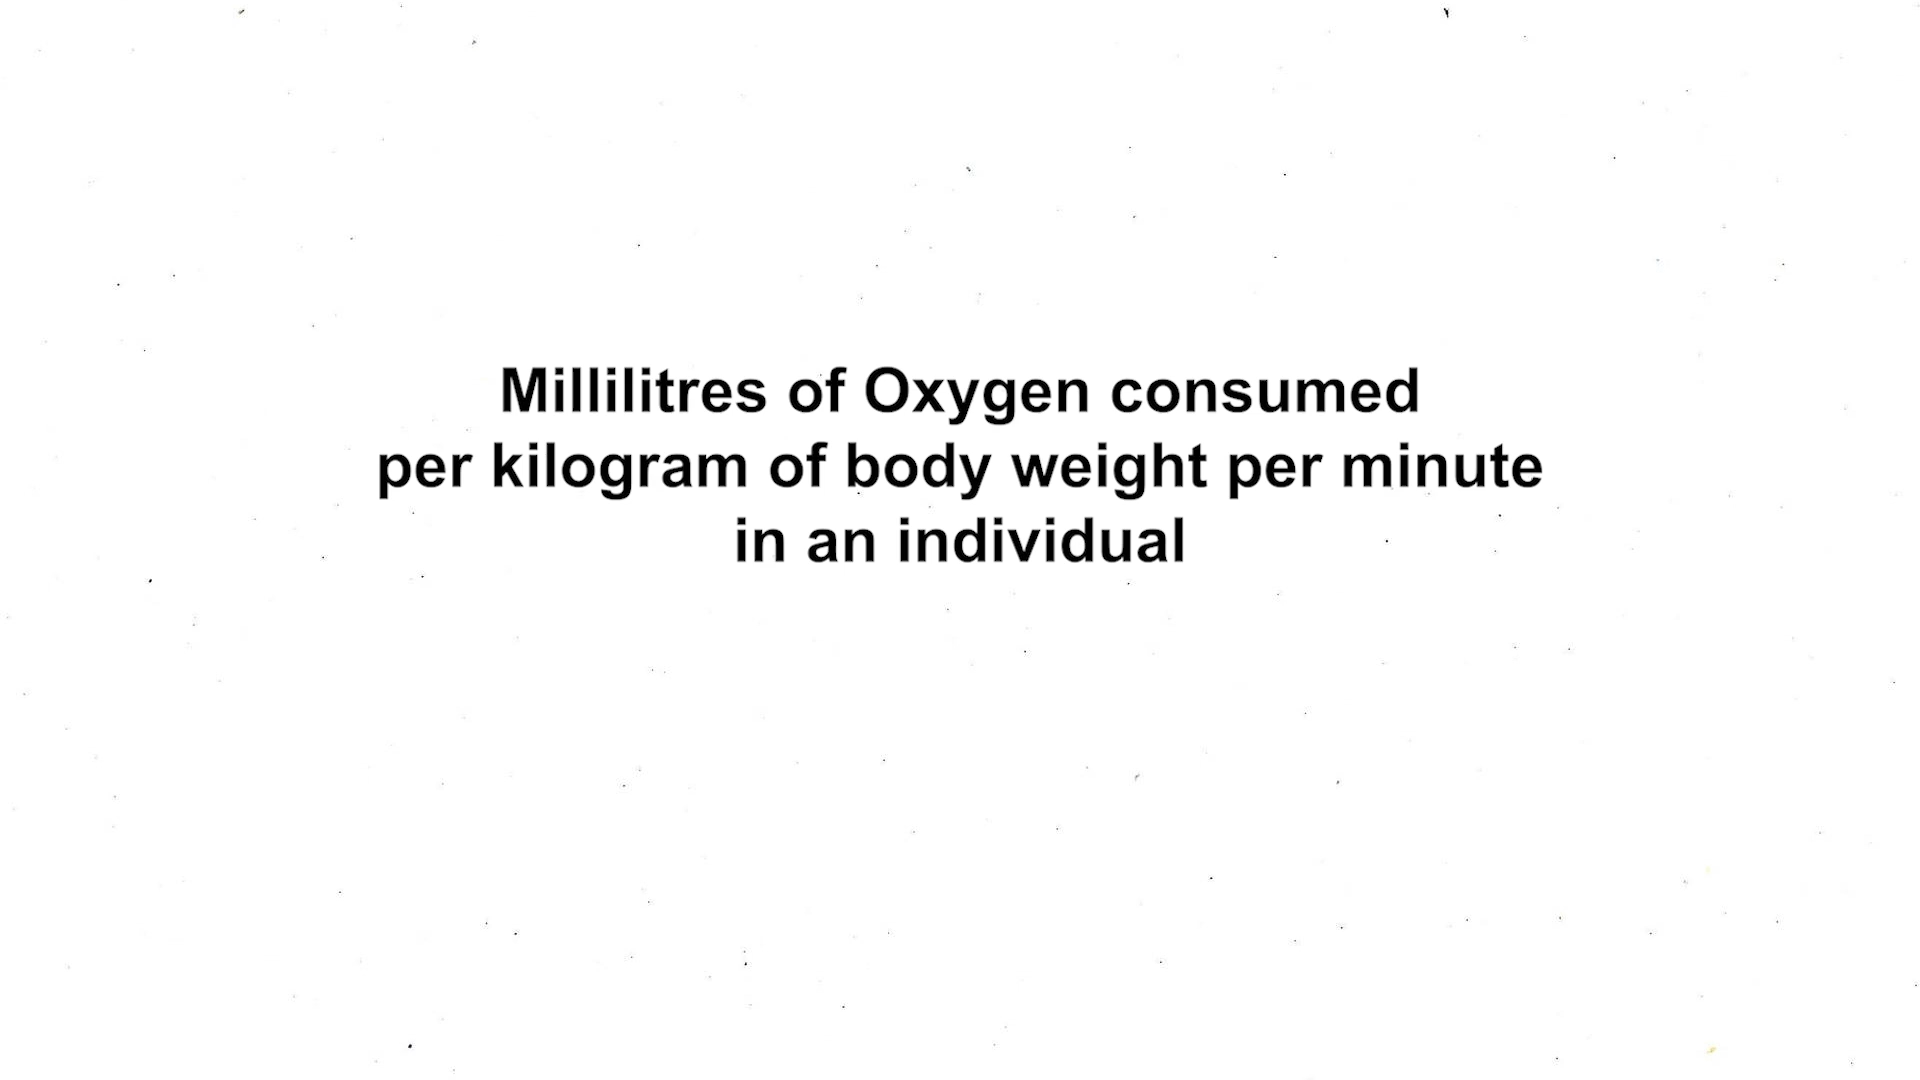 Millilitres of Oxygen consumed
per kilogram of body weight per minute
in an individual